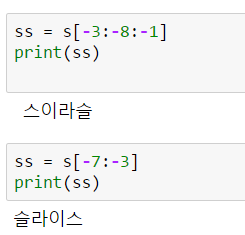 ss = s[-3:-8:-1]
print(ss)
스이라슬
ss = s[-7:-3]
print(ss)
슬라이스